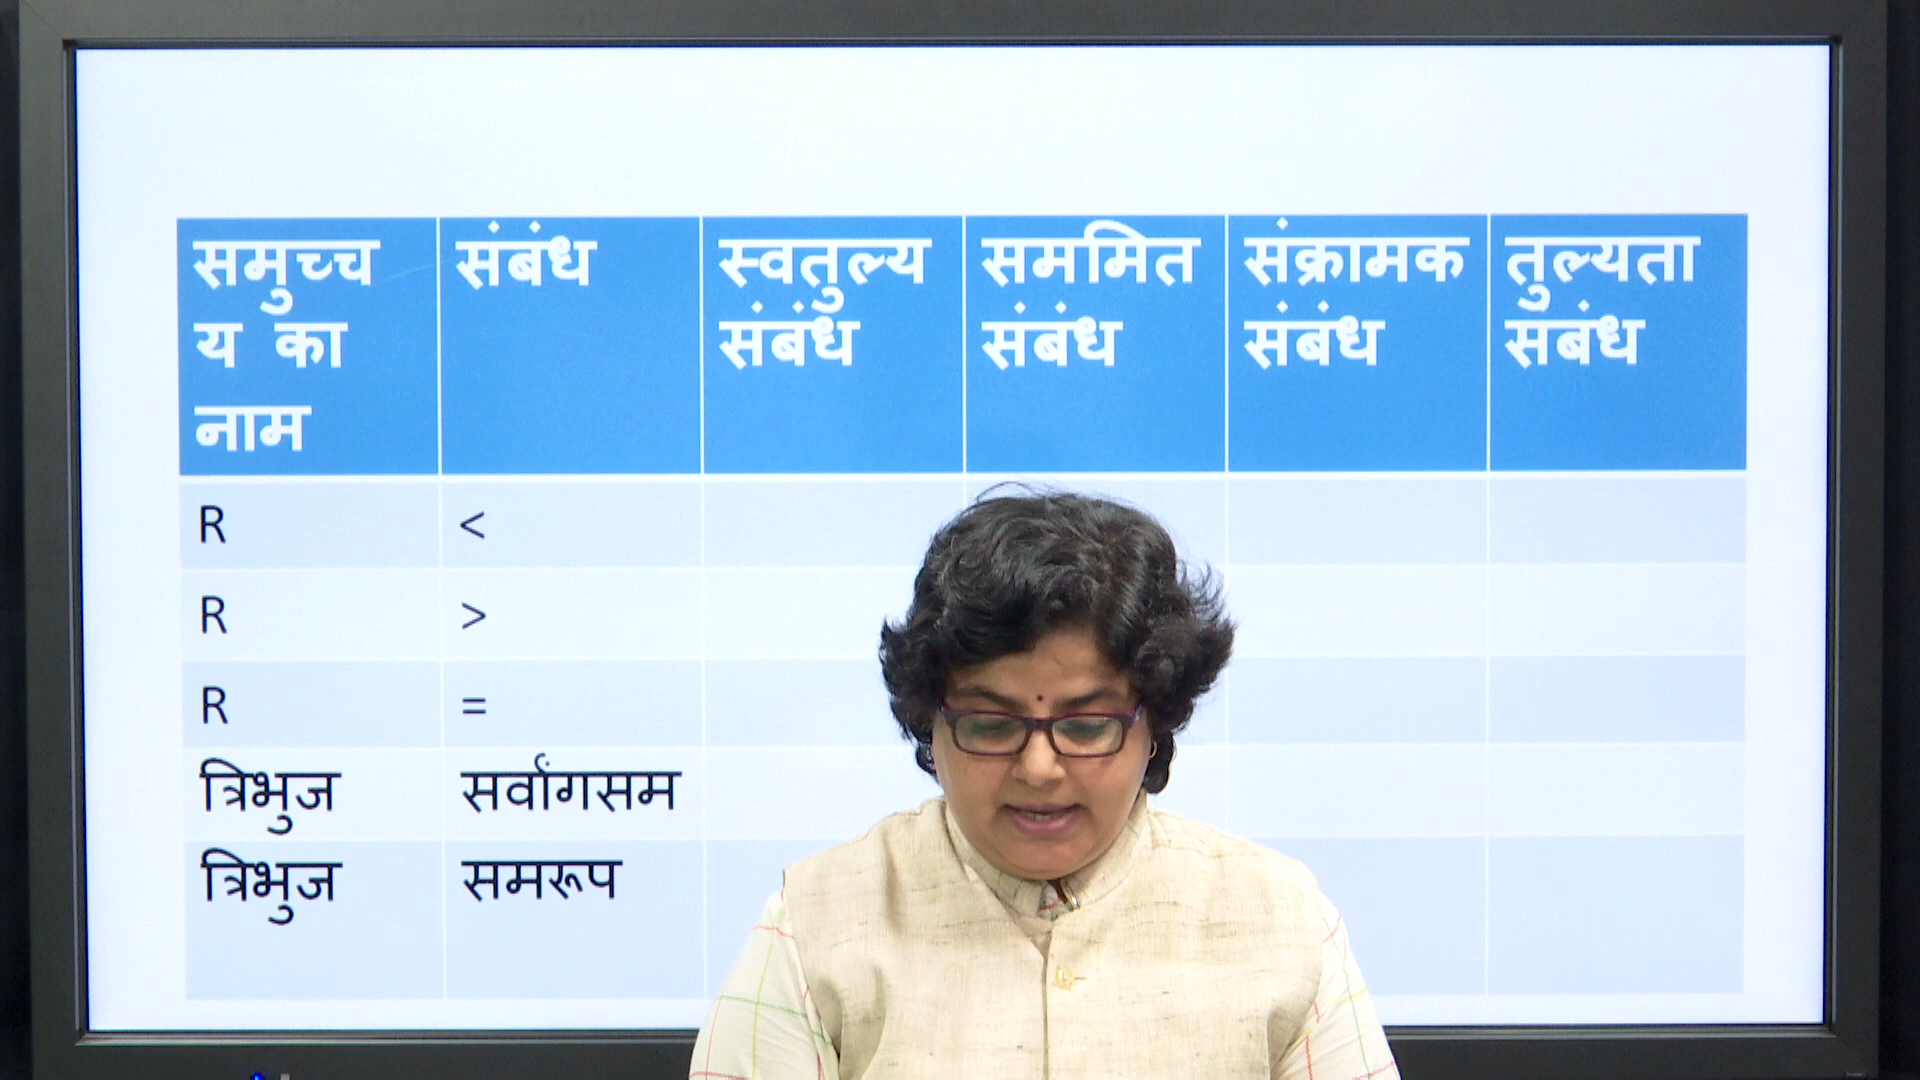 समुच्च
य का
नाम
संबंध
स्वतुल्य
संबंध
सममित
संबंध
संक्रामक
संबंध
तुल्यता
संबंध
R <
R >
R =
त्रिभुज सर्वांगसम
त्रिभुज समरूप